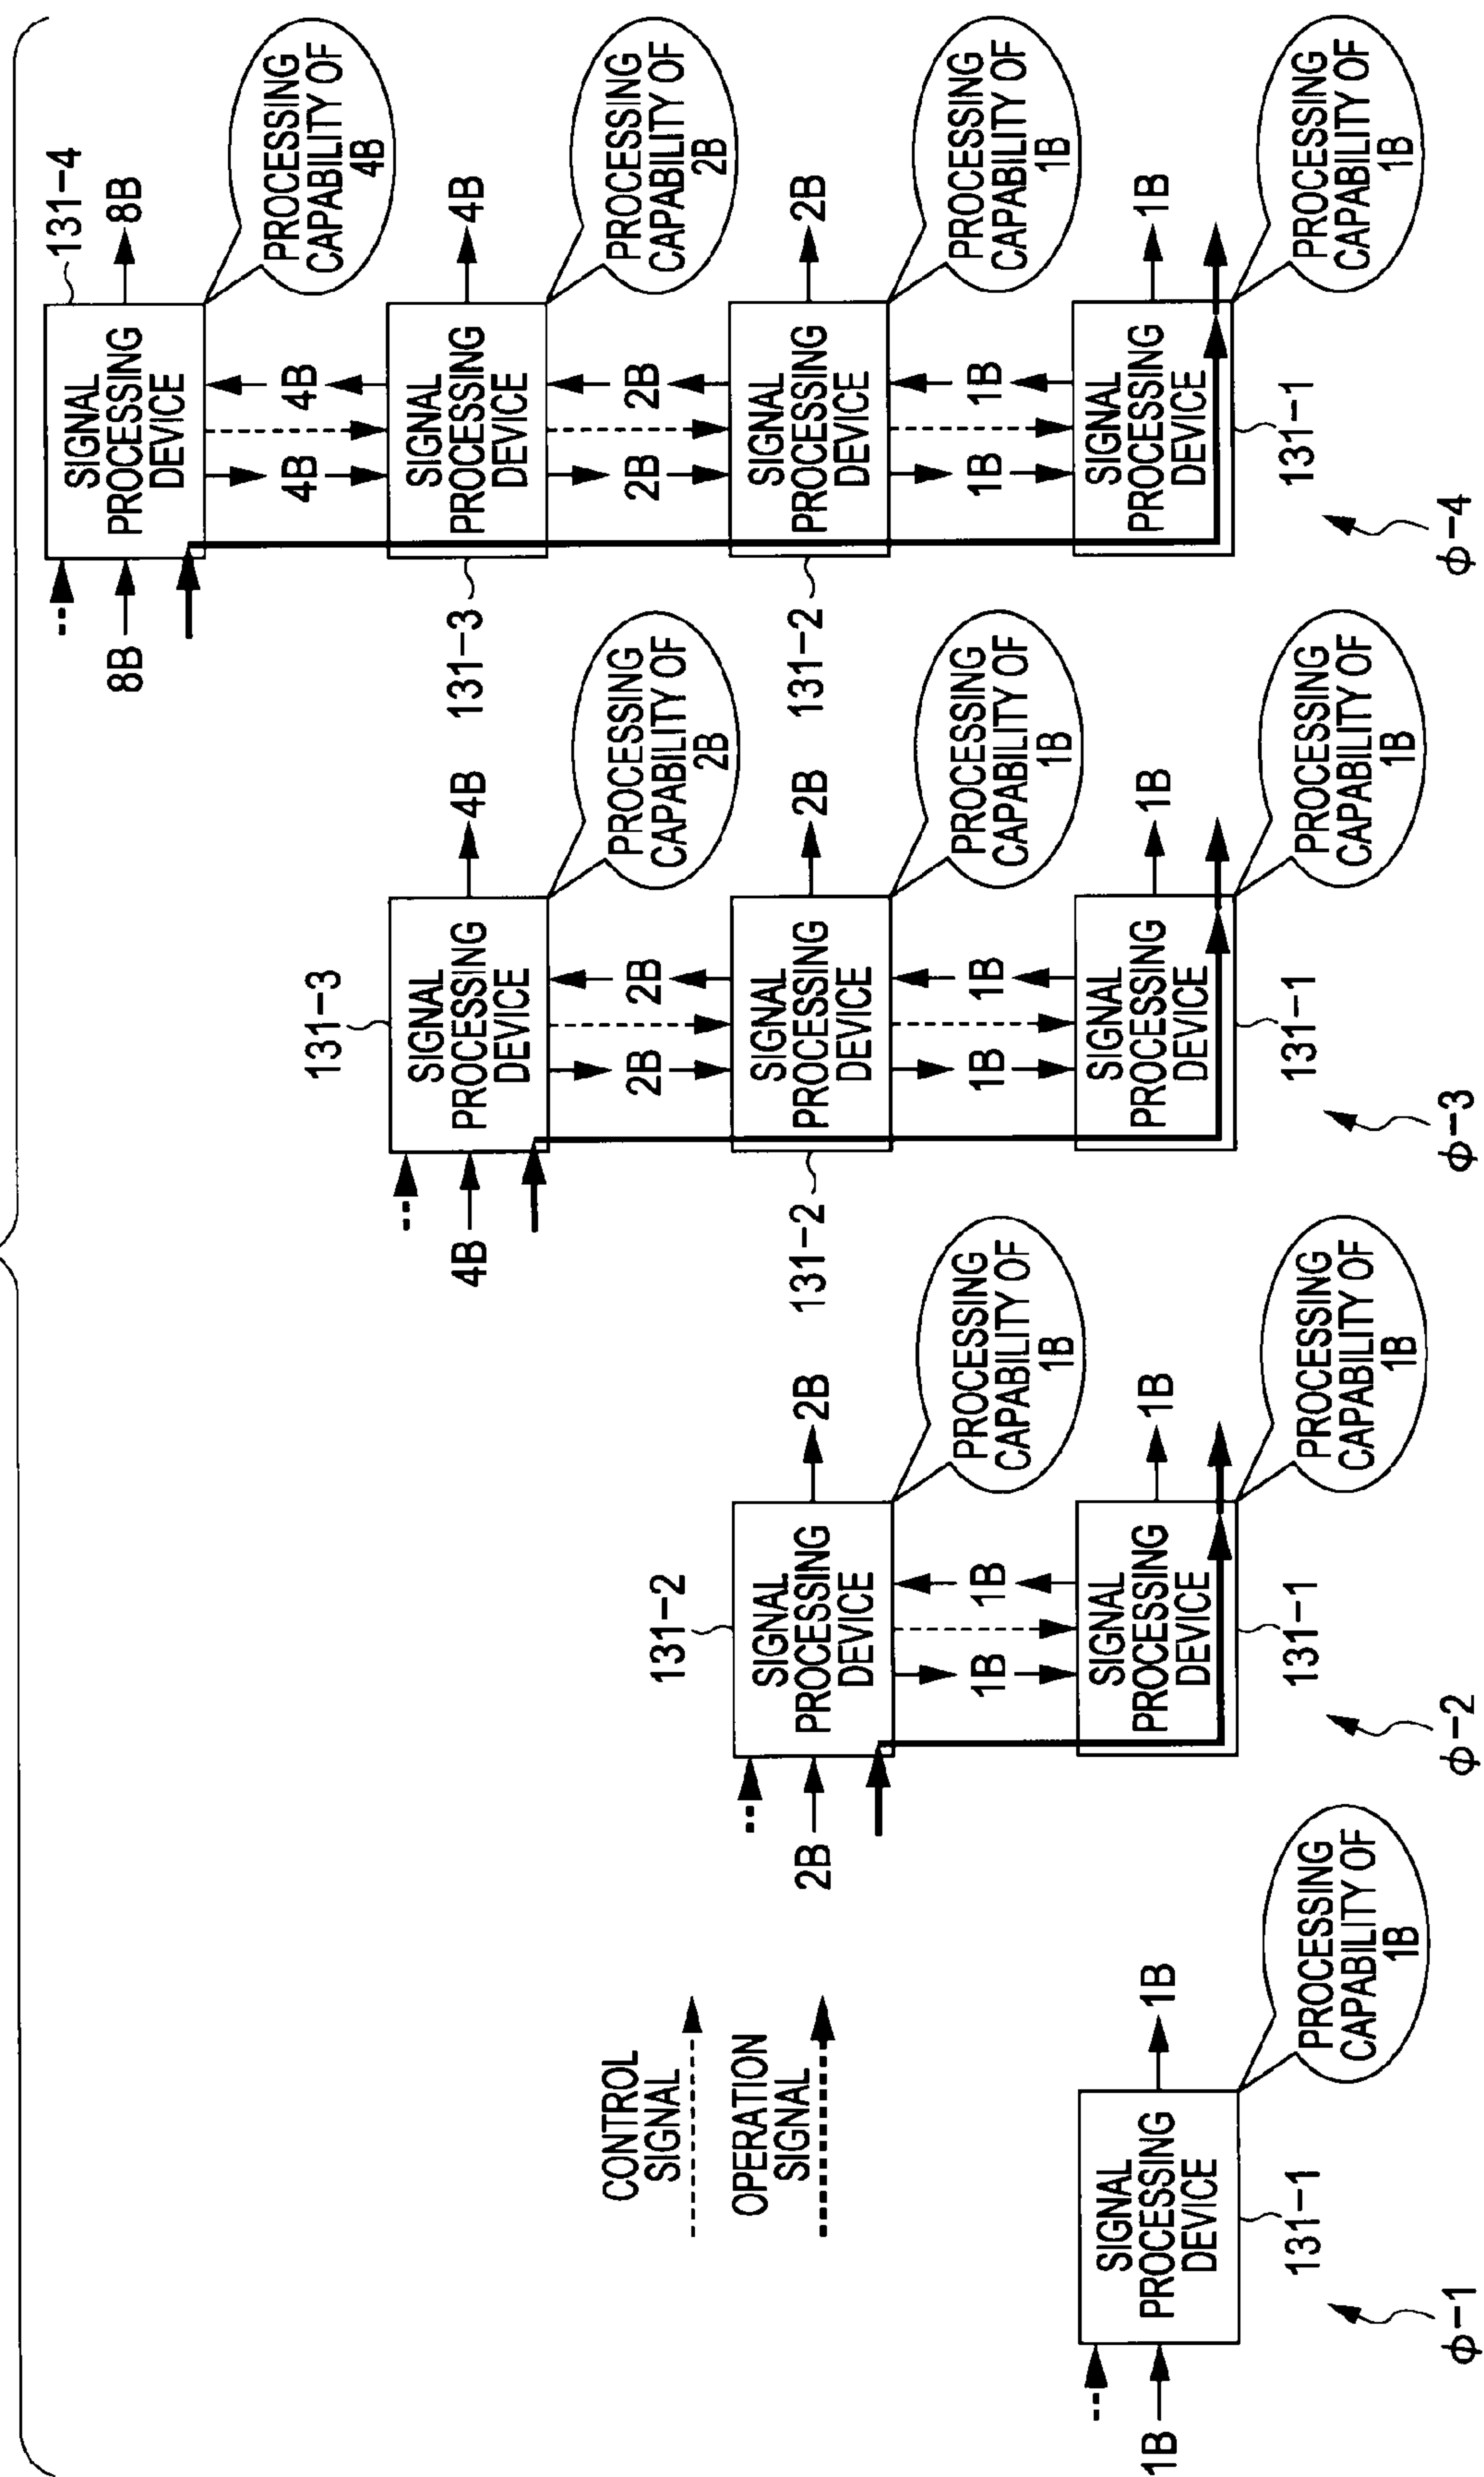 CONTROL
SIGNAL
OPERATION
SIGNAL
SIGNAL
PROCESSING
DEVICE
1B
1B
131-1
PROCESSING
CAPABILITY OF
1B
φ-1
131-2
SIGNAL
PROCESSING
DEVICE
2B
2B
PROCESSING
CAPABILITY OF
1B
1B
1B
SIGNAL
PROCESSING
DEVICE
1B
131-1
PROCESSING
CAPABILITY OF
1B
φ-2
131-3
SIGNAL
PROCESSING
DEVICE
4B
4B
PROCESSING
CAPABILITY OF
2B
2B
2B
SIGNAL
PROCESSING
DEVICE
2B
131-2
PROCESSING
CAPABILITY OF
1B
1B
1B
SIGNAL
PROCESSING
DEVICE
1B
131-1
PROCESSING
CAPABILITY OF
1B
φ-3
131-4
SIGNAL
PROCESSING
DEVICE
8B
8B
PROCESSING
CAPABILITY OF
4B
4B
4B
SIGNAL
PROCESSING
DEVICE
4B
131-3
PROCESSING
CAPABILITY OF
2B
2B
2B
SIGNAL
PROCESSING
DEVICE
2B
131-2
PROCESSING
CAPABILITY OF
1B
1B
1B
SIGNAL
PROCESSING
DEVICE
1B
131-1
PROCESSING
CAPABILITY OF
1B
φ-4